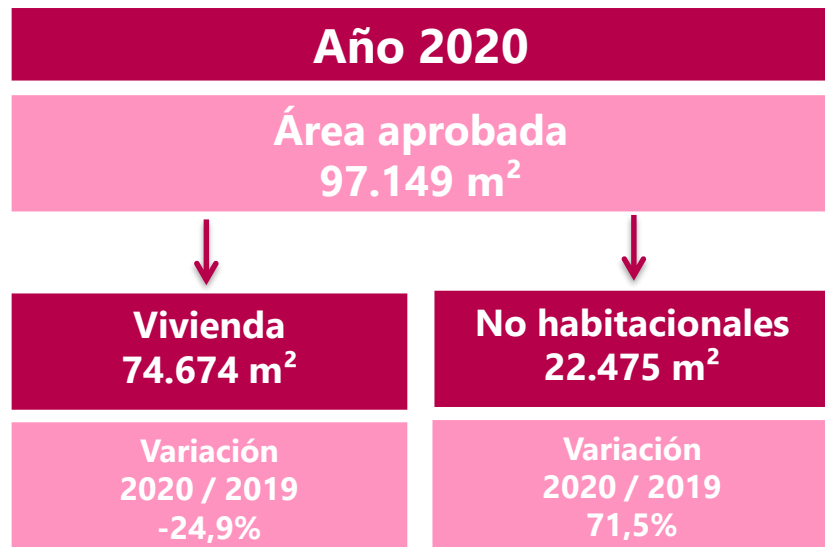 Año 2020
Área aprobada
97.149 m²
Vivienda
74.674 m²
No habitacionales
22.475 m²
Variación
2020 / 2019
-24,9%
Variación
2020 / 2019
71,5%